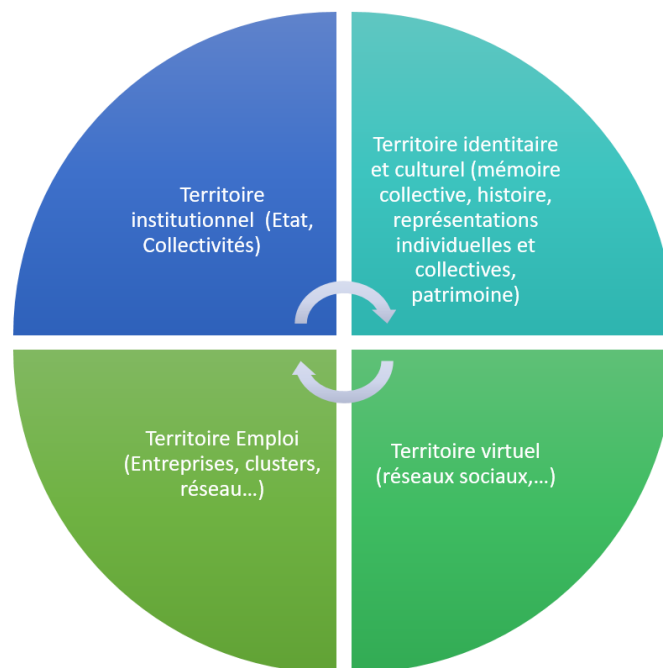 Territoire
institutionnel (Etat,
Collectivités)
Territoire identitaire
et culturel (mémoire
collective, histoire,
représentations
individuelles et
collectives,
patrimoine)
Territoire Emploi
(Entreprises, clusters,
réseau...)
Territoire virtuel
(réseaux sociaux,...)